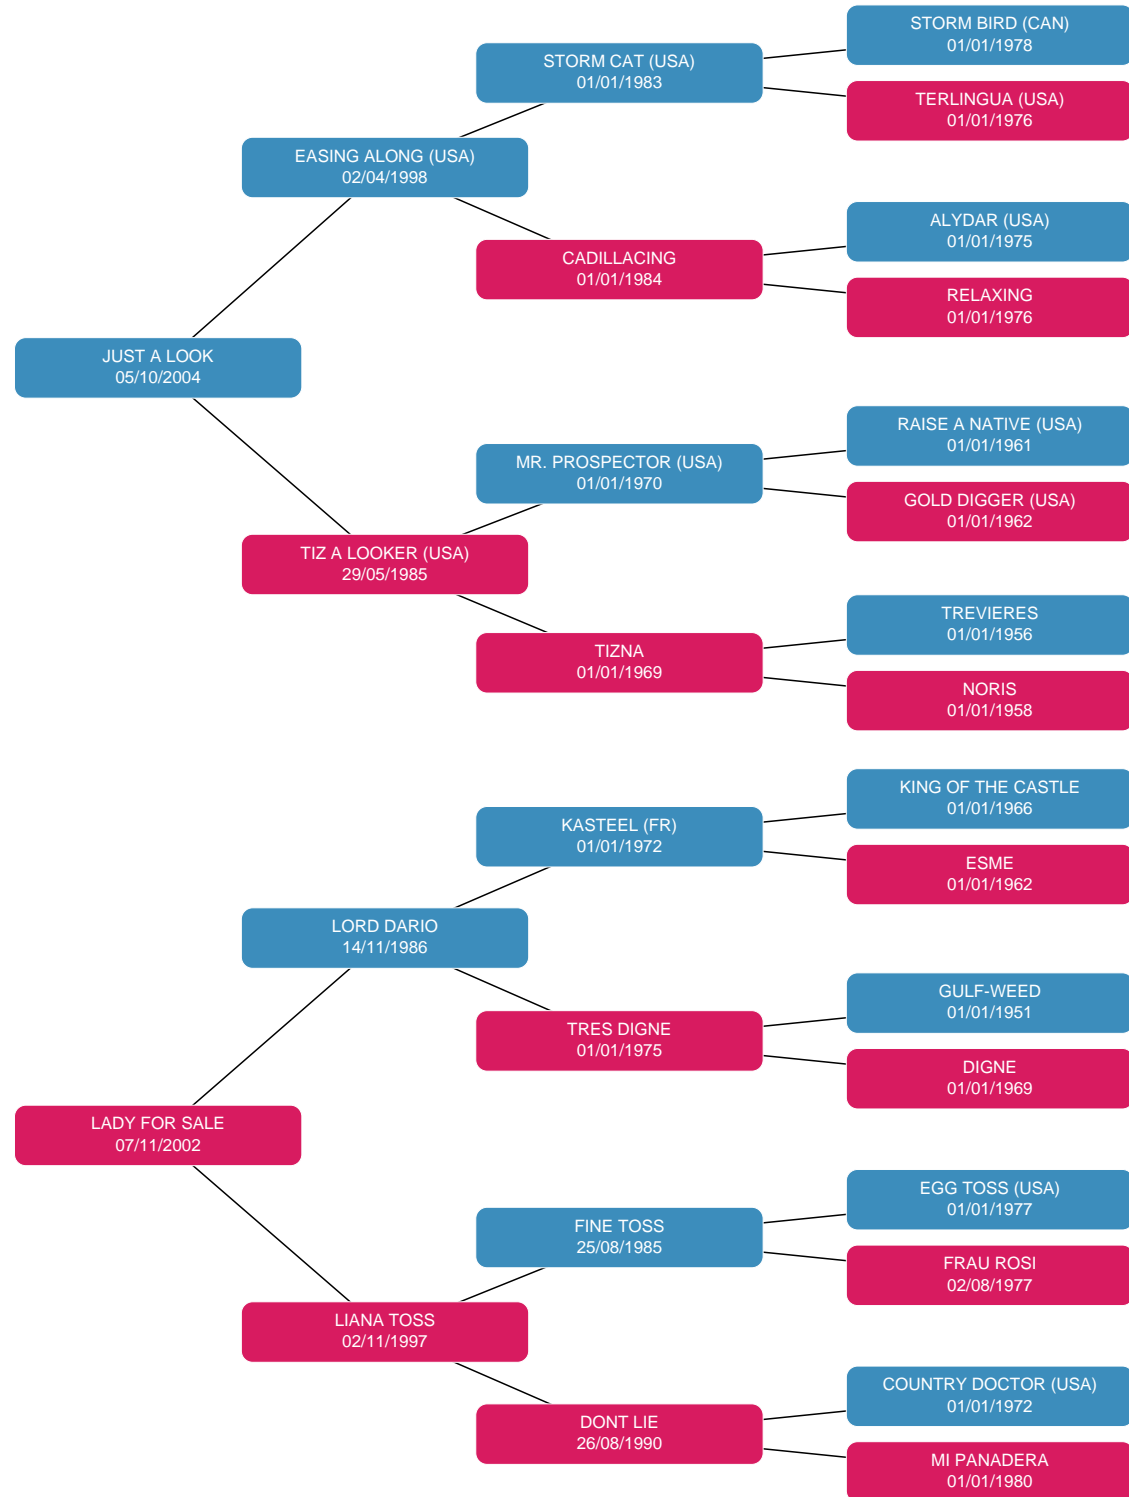 STORM BIRD (CAN)
01/01/1978
STORM CAT (USA)
01/01/1983
TERLINGUA (USA)
01/01/1976
EASING ALONG (USA)
02/04/1998
ALYDAR (USA)
01/01/1975
CADILLACING
01/01/1984
RELAXING
01/01/1976
JUST A LOOK
05/10/2004
RAISE A NATIVE (USA)
01/01/1961
MR. PROSPECTOR (USA)
01/01/1970
GOLD DIGGER (USA)
01/01/1962
TIZ A LOOKER (USA)
29/05/1985
TREVIERES
01/01/1956
TIZNA
01/01/1969
NORIS
01/01/1958
KING OF THE CASTLE
01/01/1966
KASTEEL (FR)
01/01/1972
ESME
01/01/1962
LORD DARIO
14/11/1986
GULF-WEED
01/01/1951
TRES DIGNE
01/01/1975
DIGNE
01/01/1969
LADY FOR SALE
07/11/2002
EGG TOSS (USA)
01/01/1977
FINE TOSS
25/08/1985
FRAU ROSI
02/08/1977
LIANA TOSS
02/11/1997
COUNTRY DOCTOR (USA)
01/01/1972
DONT LIE
26/08/1990
MI PANADERA
01/01/1980